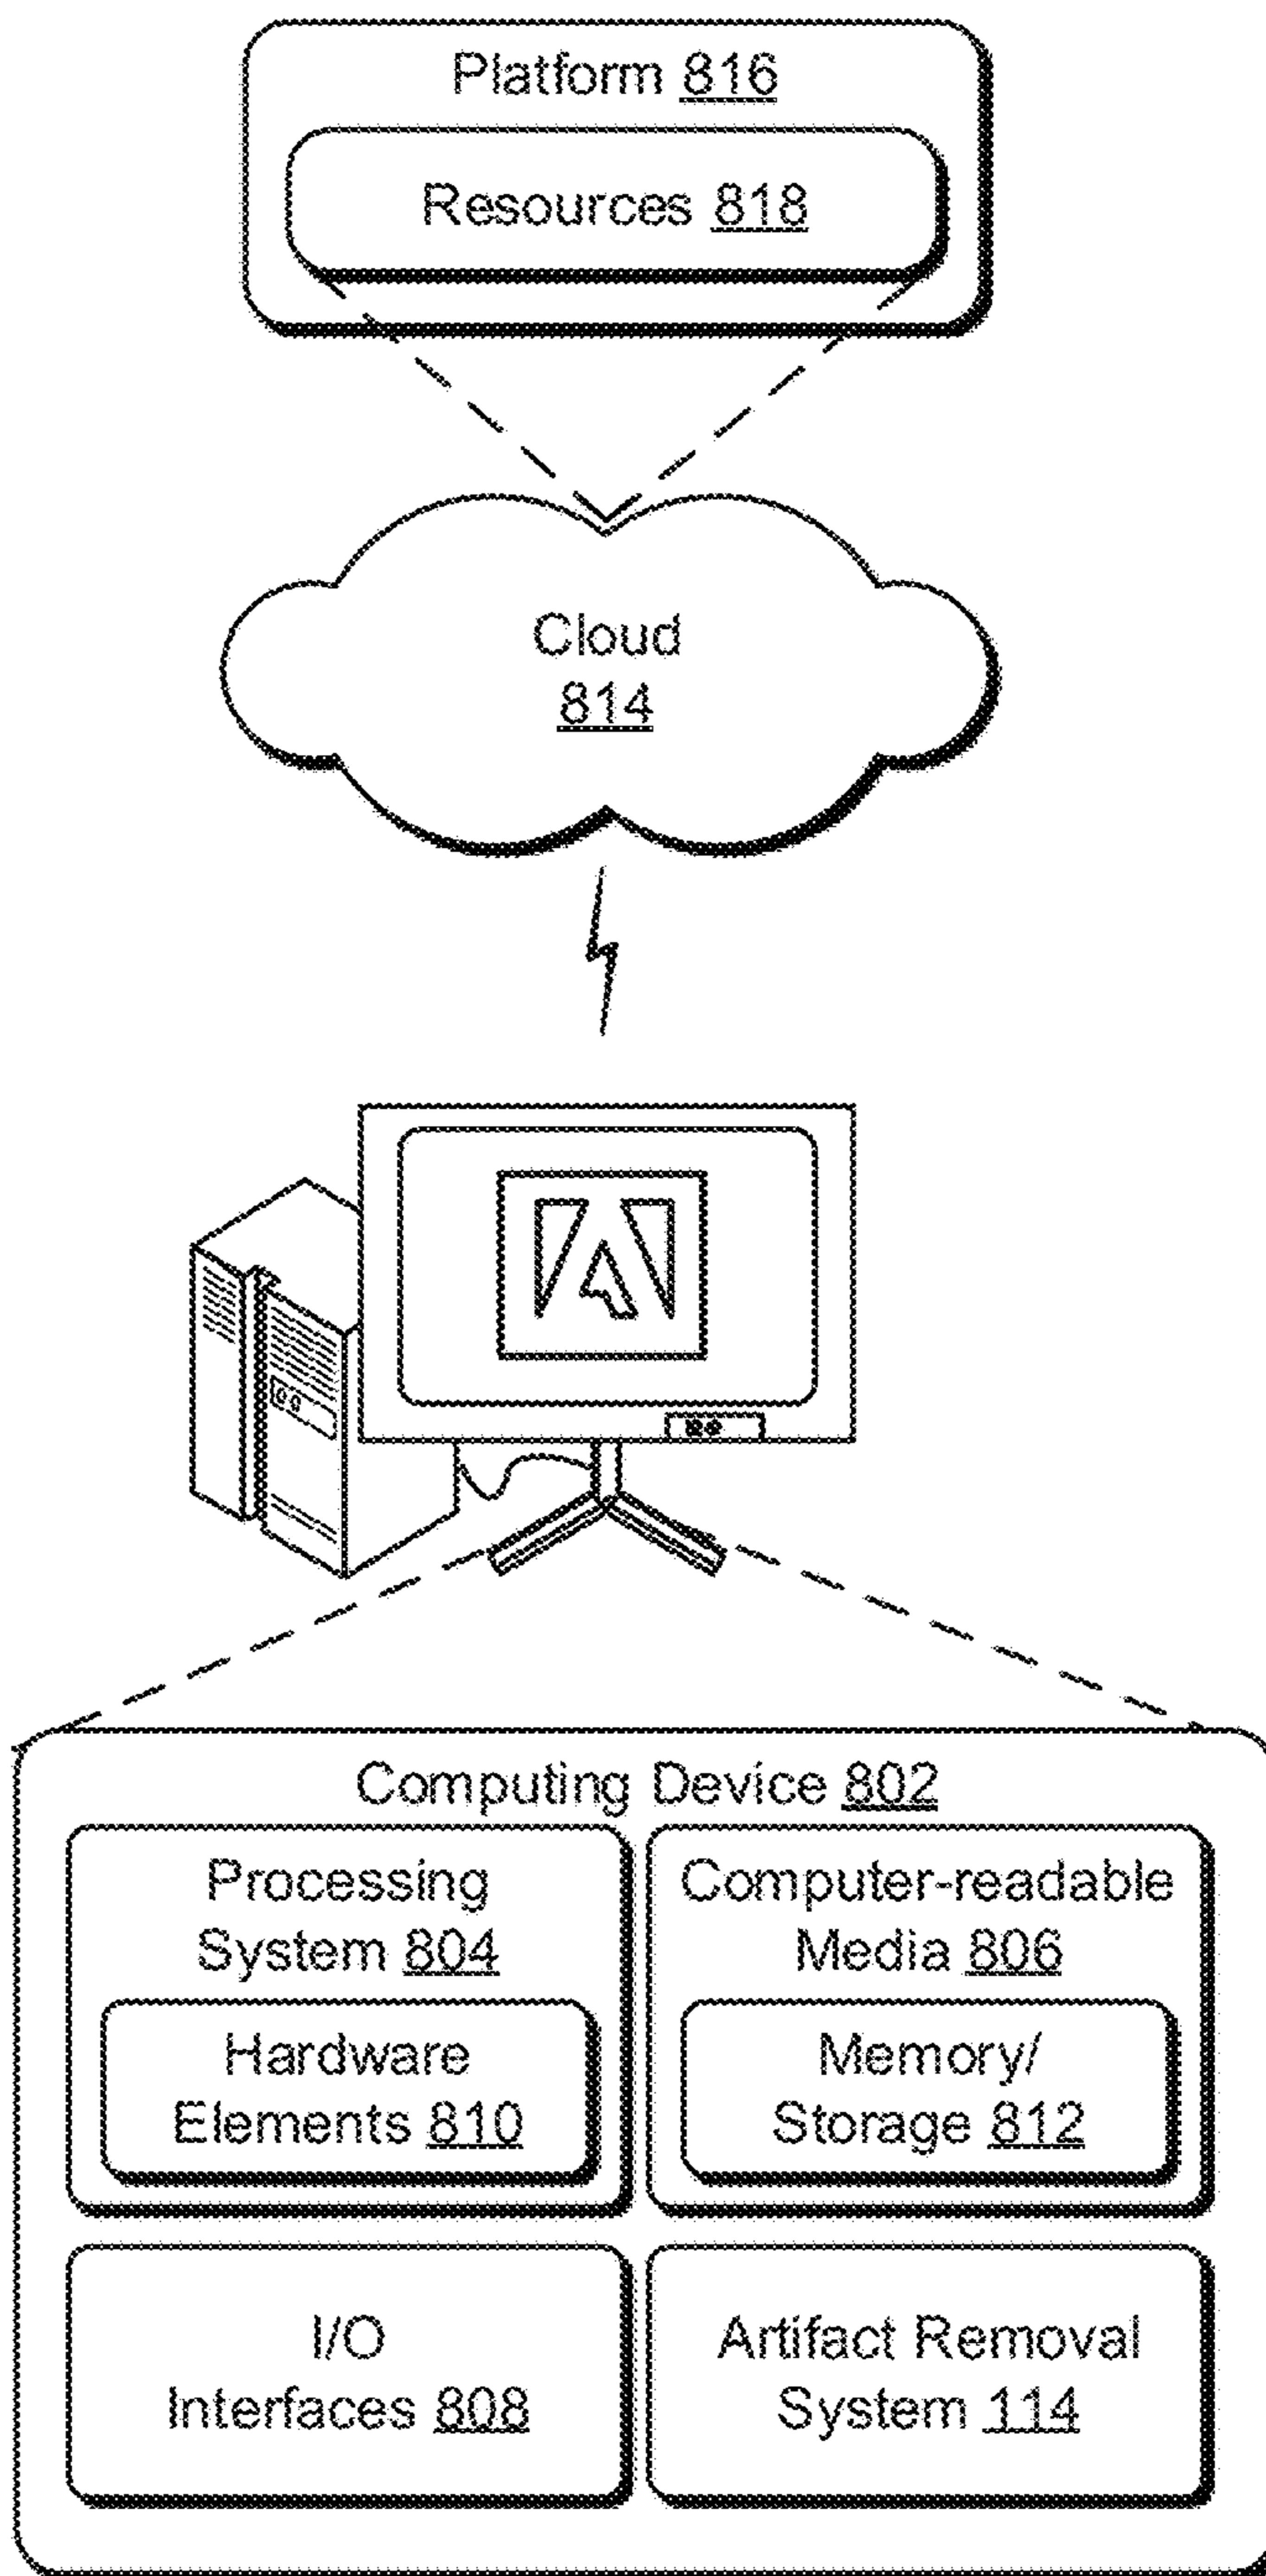 Platform 816
Resources 818
Cloud
814
Computing Device 802
Processing
System 804
Hardware
Elements 810
Computer-readable
Media 806
Memory/
Storage 812
I/O
Interfaces 808
Artifact Removal
System 114